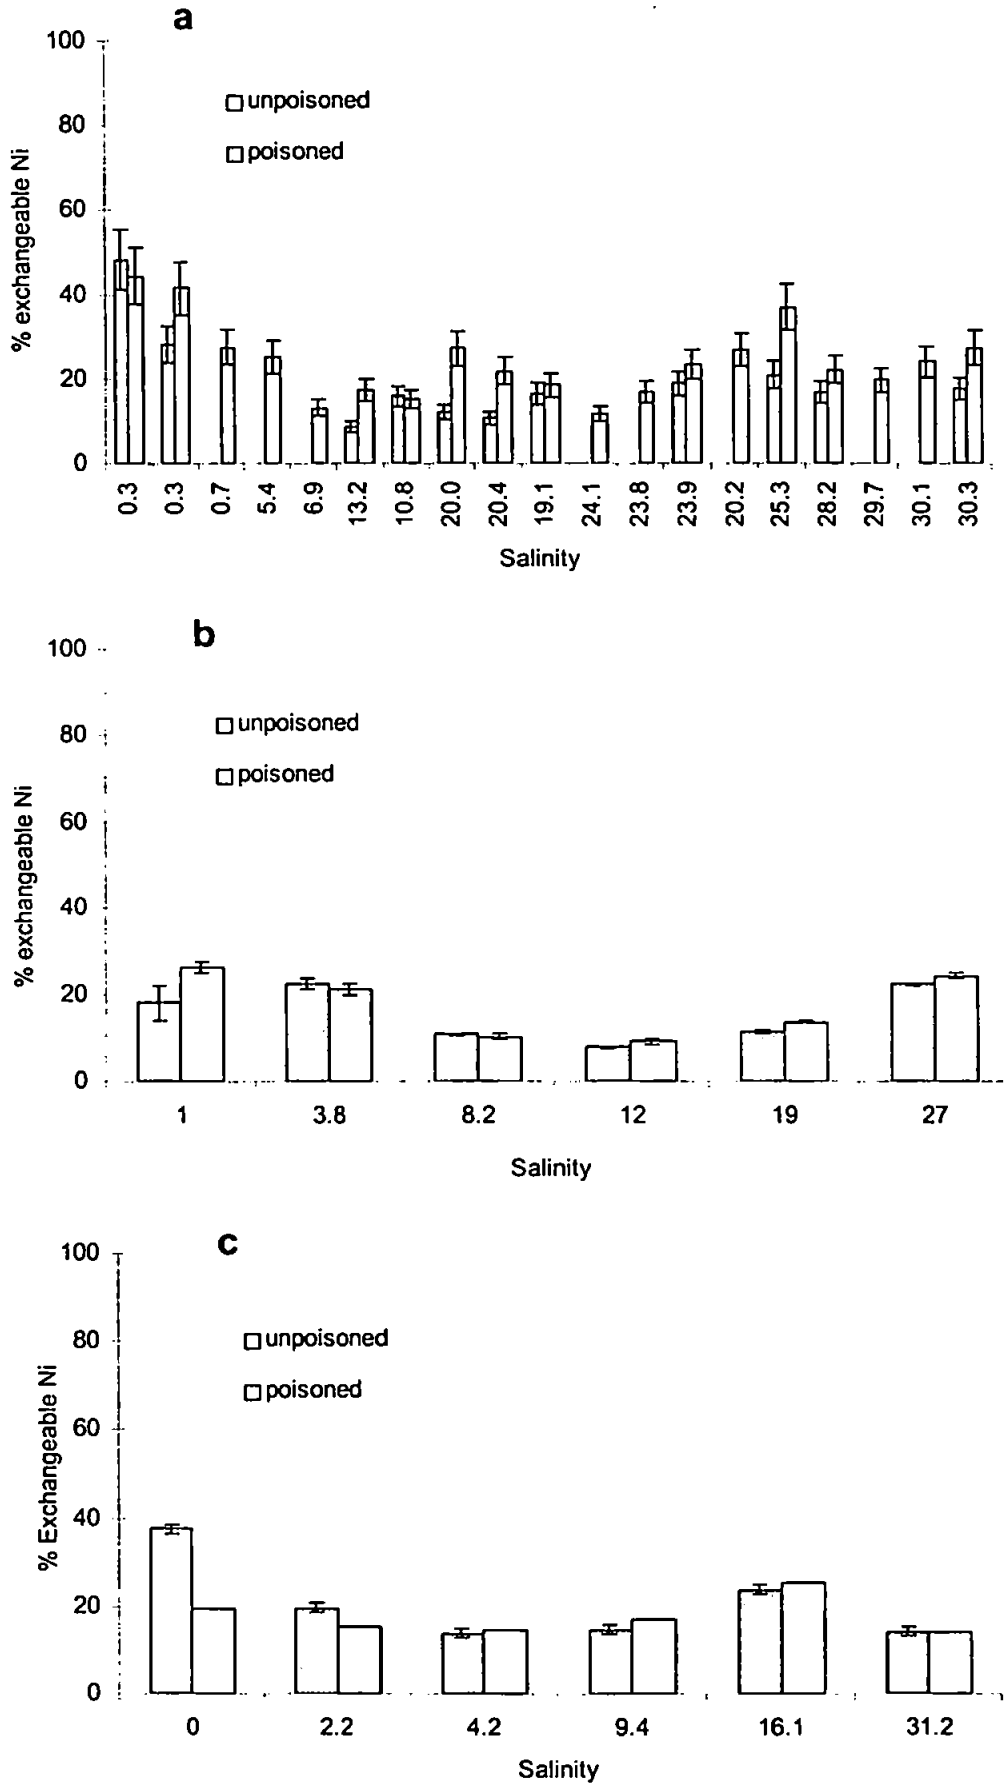 a
100
80
60
40
20
0
% exchangeable Ni
unpoisoned
poisoned
0.3 0.3 0.7 5.4 6.9 13.2 10.8 20.0 20.4 19.1 24.1 23.8 23.9 20.2 25.3 28.2 29.7 30.1 30.3
Salinity
b
100
80
60
40
20
0
% exchangeable Ni
unpoisoned
poisoned
1 3.8 8.2 12 19 27
Salinity
c
100
80
60
40
20
0
% Exchangeable Ni
unpoisoned
poisoned
0 2.2 4.2 9.4 16.1 31.2
Salinity